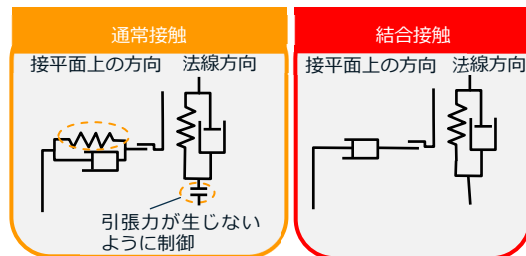 通常接触
接平面上の方向 法線方向
引張力が生じない
ように制御
結合接触
接平面上の方向 法線方向